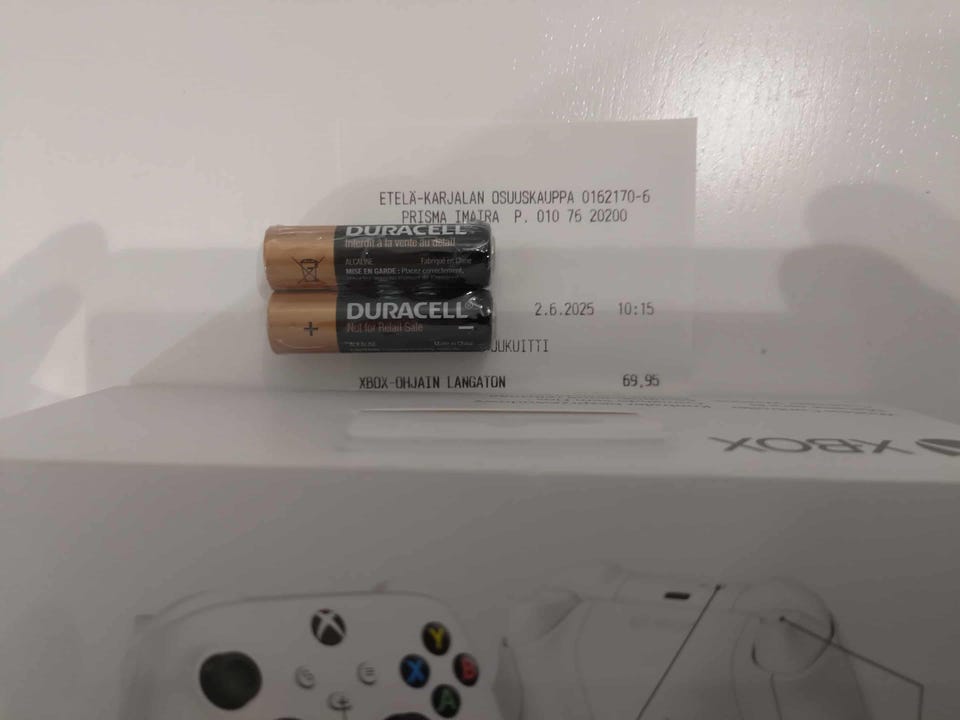 ETELÄ-KARJALAN OSUUSKAUPPA 0162170-6
PRISMA IMATRA P. 010 76 20200
DURACELL
Interdit à la vente au détail
ALCALINE Fabriqué en Chine
MISE EN GARDE : Placez correctement,
DURACELL
+ Not for Retail Sale −
Made in China
2.6.2025 10:15
XBOX-OHJAIN LANGATON 69,95
XBOX
Y
X B
A